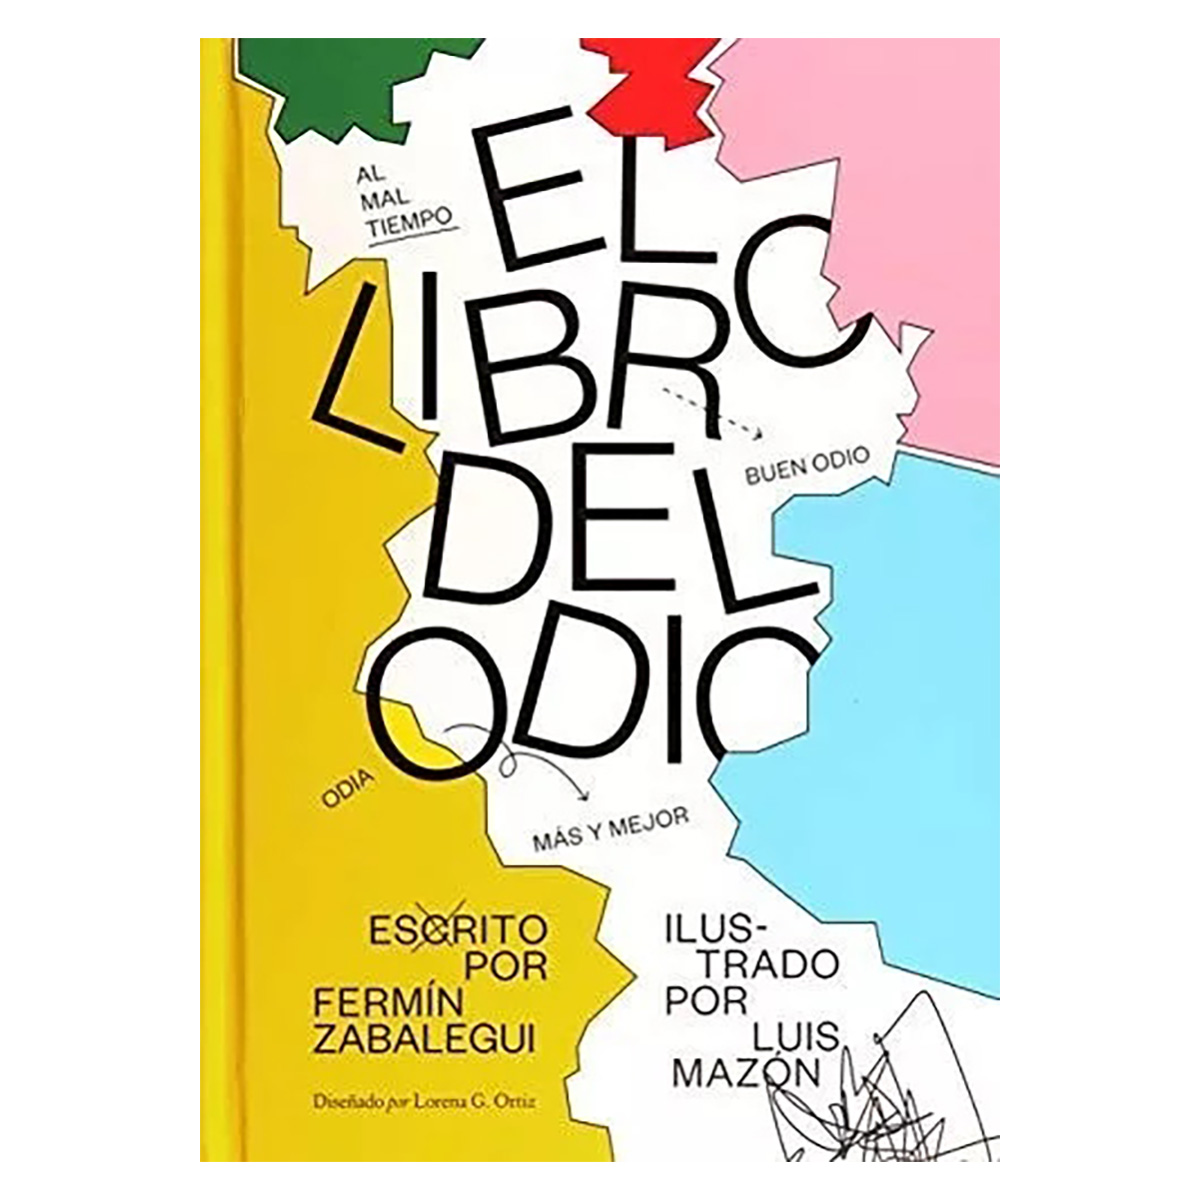 AL
MAL
TIEMPO
EL
LIBRO
DEL
ODIO
BUEN ODIO
ODIA
MÁS Y MEJOR
ESCRITO
POR
FERMÍN
ZABALEGUI
ILUS-
TRADO
POR
LUIS
MAZÓN
Diseñado por Lorena G. Ortiz